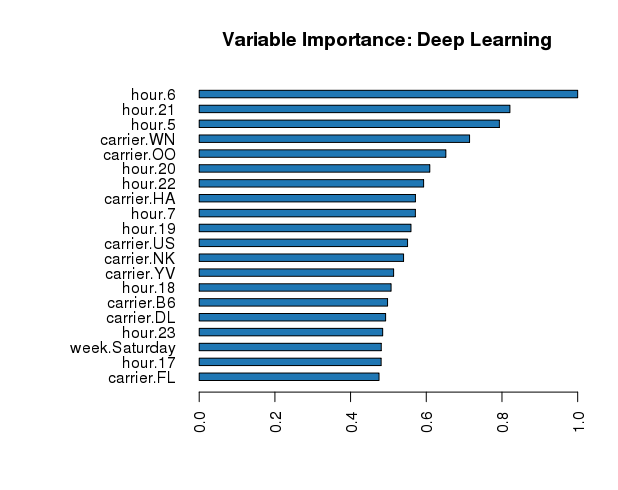 Variable Importance: Deep Learning
hour.6
hour.21
hour.5
carrier.WN
carrier.OO
hour.20
hour.22
carrier.HA
hour.7
hour.19
carrier.US
carrier.NK
carrier.YV
hour.18
carrier.B6
carrier.DL
hour.23
week.Saturday
hour.17
carrier.FL
0.0 0.2 0.4 0.6 0.8 1.0